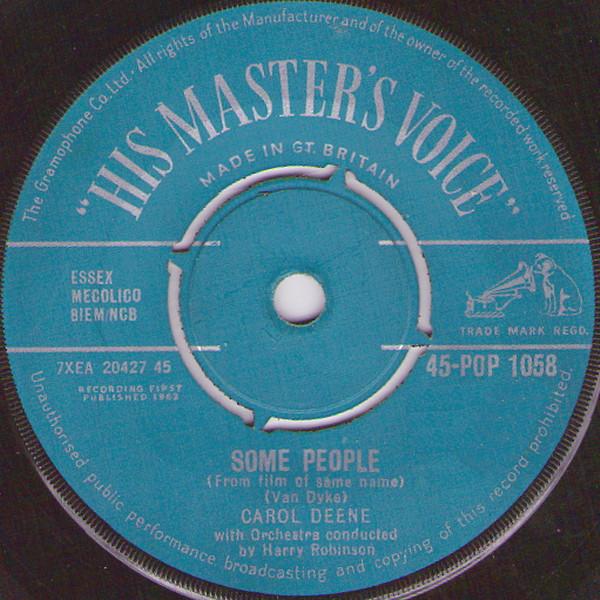 The Gramophone Co. Ltd. All rights of the Manufacturer and of the owner of the recorded work reserved
"HIS MASTER'S VOICE"
MADE IN GT. BRITAIN
ESSEX
MECOLICO
BIEM/NCB
TRADE MARK REGD.
7XEA 20427 45
RECORDING FIRST
PUBLISHED 1962
45-POP 1058
SOME PEOPLE
(From film of same name)
(Van Dyke)
CAROL DEENE
with Orchestra conducted
by Harry Robinson
Unauthorised public performance broadcasting and copying of this record prohibited.